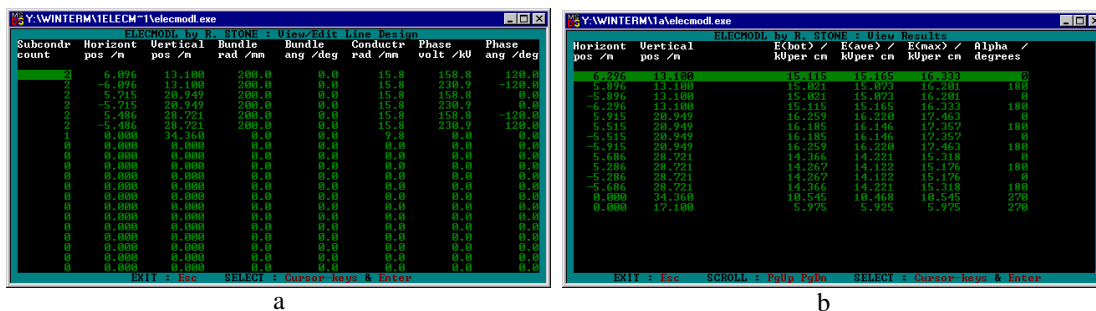 Y:\WINTERM\1ELECM~1\elecmodl.exe
ELECMODL by R. STONE : View/Edit Line Design
Subcondr Horizont Vertical Bundle Bundle Conductr Phase Phase
count pos /m pos /m rad /mm ang /deg rad /mm volt /kV ang /deg
2 6.096 13.100 200.0 0.0 15.8 158.8 120.0
2 -6.096 13.100 200.0 0.0 15.8 230.9 -120.0
2 5.715 20.949 200.0 0.0 15.8 158.8 0.0
2 -5.715 20.949 200.0 0.0 15.8 230.9 0.0
2 5.486 28.721 200.0 0.0 15.8 158.8 -120.0
2 -5.486 28.721 200.0 0.0 15.8 230.9 120.0
1 0.000 34.360 0.0 0.0 9.8 0.0 0.0
0 0.000 0.000 0.0 0.0 0.0 0.0 0.0
0 0.000 0.000 0.0 0.0 0.0 0.0 0.0
0 0.000 0.000 0.0 0.0 0.0 0.0 0.0
0 0.000 0.000 0.0 0.0 0.0 0.0 0.0
0 0.000 0.000 0.0 0.0 0.0 0.0 0.0
0 0.000 0.000 0.0 0.0 0.0 0.0 0.0
0 0.000 0.000 0.0 0.0 0.0 0.0 0.0
0 0.000 0.000 0.0 0.0 0.0 0.0 0.0
0 0.000 0.000 0.0 0.0 0.0 0.0 0.0
0 0.000 0.000 0.0 0.0 0.0 0.0 0.0
0 0.000 0.000 0.0 0.0 0.0 0.0 0.0
0 0.000 0.000 0.0 0.0 0.0 0.0 0.0
EXIT : Esc SELECT : Cursor-keys & Enter
a
Y:\WINTERM\1a\elecmodl.exe
ELECMODL by R. STONE : View Results
Horizont Vertical E(bot) / E(ave) / E(max) / Alpha /
pos /m pos /m kVper cm kVper cm kVper cm degrees
6.296 13.100 15.115 15.165 16.333 0
5.896 13.100 15.021 15.073 16.201 180
-5.896 13.100 15.021 15.073 16.201 0
-6.296 13.100 15.115 15.165 16.333 180
5.915 20.949 16.259 16.220 17.463 0
5.515 20.949 16.185 16.146 17.357 180
-5.515 20.949 16.185 16.146 17.357 0
-5.915 20.949 16.259 16.220 17.463 180
5.686 28.721 14.366 14.221 15.318 0
5.286 28.721 14.267 14.122 15.176 180
-5.286 28.721 14.267 14.122 15.176 0
-5.686 28.721 14.366 14.221 15.318 180
0.000 34.360 10.545 10.468 10.545 270
0.000 17.100 5.975 5.925 5.975 270
EXIT : Esc SCROLL : PgUp PgDn SELECT : Cursor-keys & Enter
b